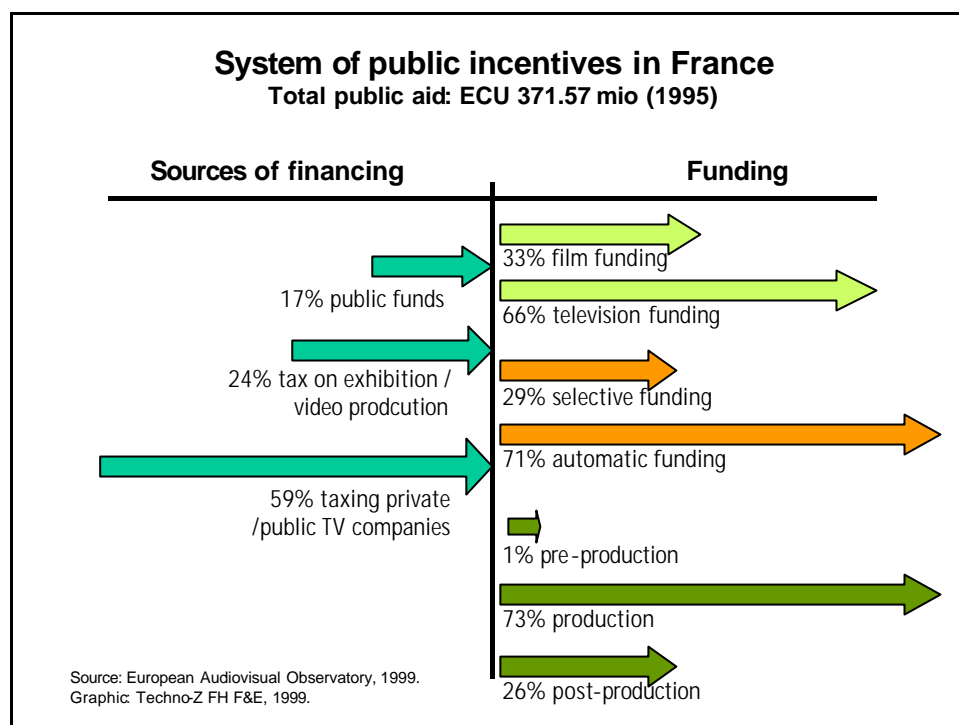 System of public incentives in France
Total public aid: ECU 371.57 mio (1995)
Sources of financing
Funding
17% public funds
24% tax on exhibition /
video prodcution
59% taxing private
/public TV companies
33% film funding
66% television funding
29% selective funding
71% automatic funding
1% pre-production
73% production
26% post-production
Source: European Audiovisual Observatory, 1999.
Graphic: Techno-Z FH F&E, 1999.